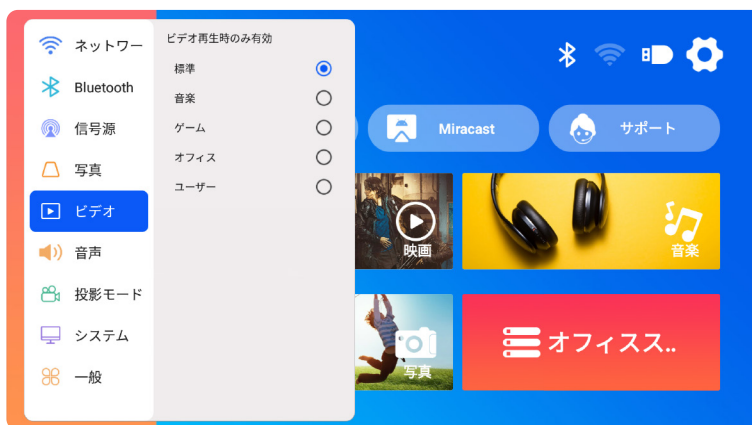 ネットワー
Bluetooth
信号源
写真
ビデオ
音声
投影モード
システム
一般
ビデオ再生時のみ有効
標準
音楽
ゲーム
オフィス
ユーザー
Miracast
サポート
映画
音楽
写真
オフィスス..